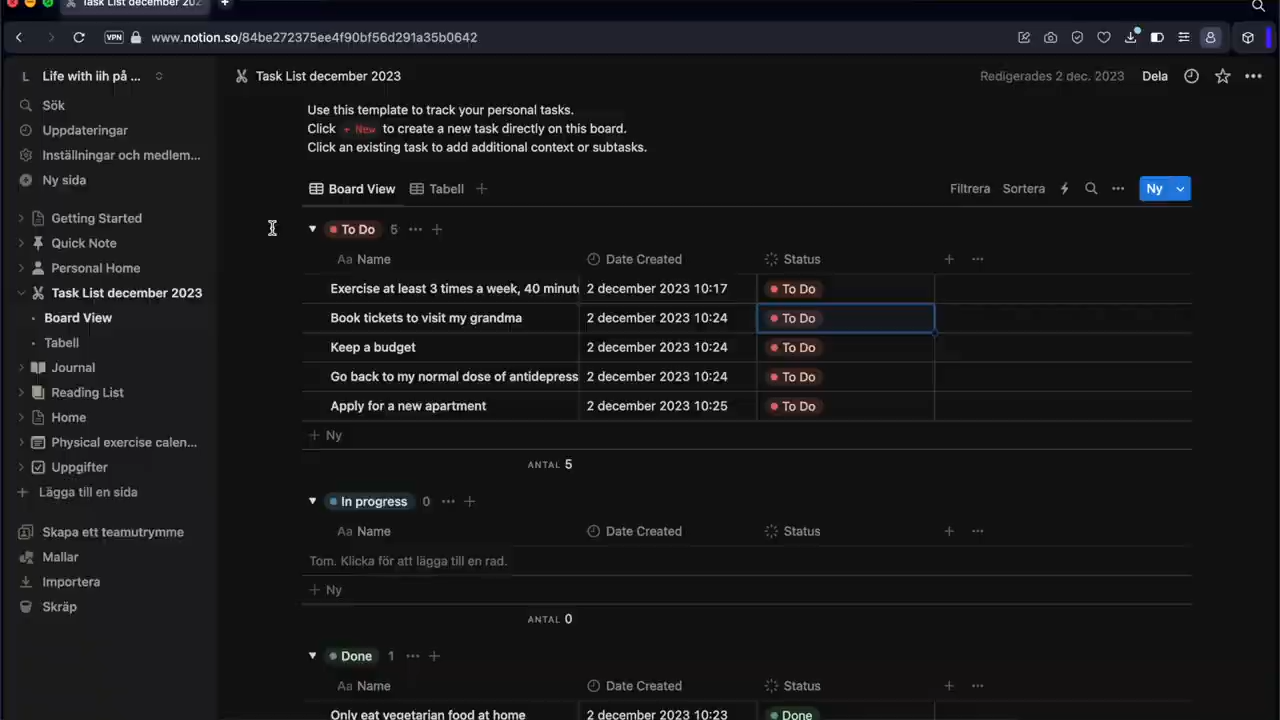 Task List december 202
VPN
www.notion.so/84be272375ee4f90bf56d291a35b0642
L Life with iih på ...
Task List december 2023
Redigerades 2 dec. 2023
Dela
Sök
Uppdateringar
Inställningar och medlem...
Ny sida
Getting Started
Quick Note
Personal Home
Task List december 2023
Board View
Tabell
Journal
Reading List
Home
Physical exercise calen...
Uppgifter
Lägga till en sida
Skapa ett teamutrymme
Mallar
Importera
Skräp
Use this template to track your personal tasks.
Click + New to create a new task directly on this board.
Click an existing task to add additional context or subtasks.
Board View Tabell
Filtrera Sortera Ny
To Do 5
Aa Name Date Created Status
Exercise at least 3 times a week, 40 minute 2 december 2023 10:17 To Do
Book tickets to visit my grandma 2 december 2023 10:24 To Do
Keep a budget 2 december 2023 10:24 To Do
Go back to my normal dose of antidepress 2 december 2023 10:24 To Do
Apply for a new apartment 2 december 2023 10:25 To Do
Ny
ANTAL 5
In progress 0
Aa Name Date Created Status
Tom. Klicka för att lägga till en rad.
Ny
ANTAL 0
Done 1
Aa Name Date Created Status
Only eat vegetarian food at home 2 december 2023 10:23 Done